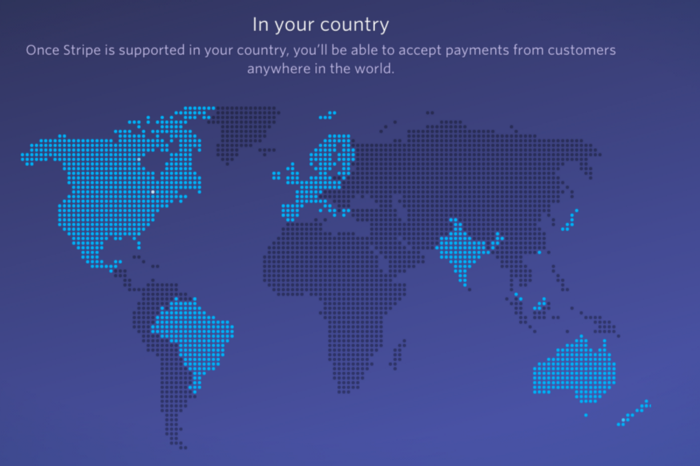 In your country
Once Stripe is supported in your country, you'll be able to accept payments from customers
anywhere in the world.